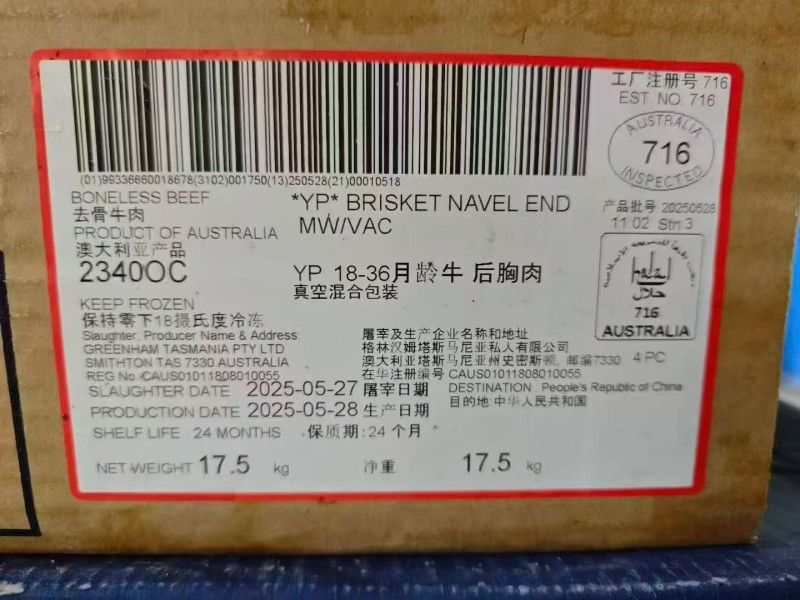 工厂注册号 716
EST. NO. 716
AUSTRALIA
716
INSPECTED
(01)99336660018678(3102)001750(13)250528(21)00010518
BONELESS BEEF
去骨牛肉
PRODUCT OF AUSTRALIA
澳大利亚产品
2340OC
*YP* BRISKET NAVEL END
MW/VAC
YP 18-36月龄牛 后胸肉
真空混合包装
产品批号 20250528
11:02 Stn 3
halal
حلال
716
AUSTRALIA
KEEP FROZEN
保持零下18摄氏度冷冻
Slaughter, Producer Name & Address:
GREENHAM TASMANIA PTY LTD
SMITHTON TAS 7330 AUSTRALIA
REG No. CAUS01011808010055
屠宰及生产企业名称和地址
格林汉姆塔斯马尼亚私人有限公司
澳大利亚塔斯马尼亚州史密斯顿, 邮编7330 4 PC
在华注册编号 CAUS01011808010055
SLAUGHTER DATE 2025-05-27 屠宰日期
PRODUCTION DATE 2025-05-28 生产日期
DESTINATION : People's Republic of China
目的地:中华人民共和国
SHELF LIFE 24 MONTHS 保质期:24 个月
NET WEIGHT 17.5 kg 净重 17.5 kg